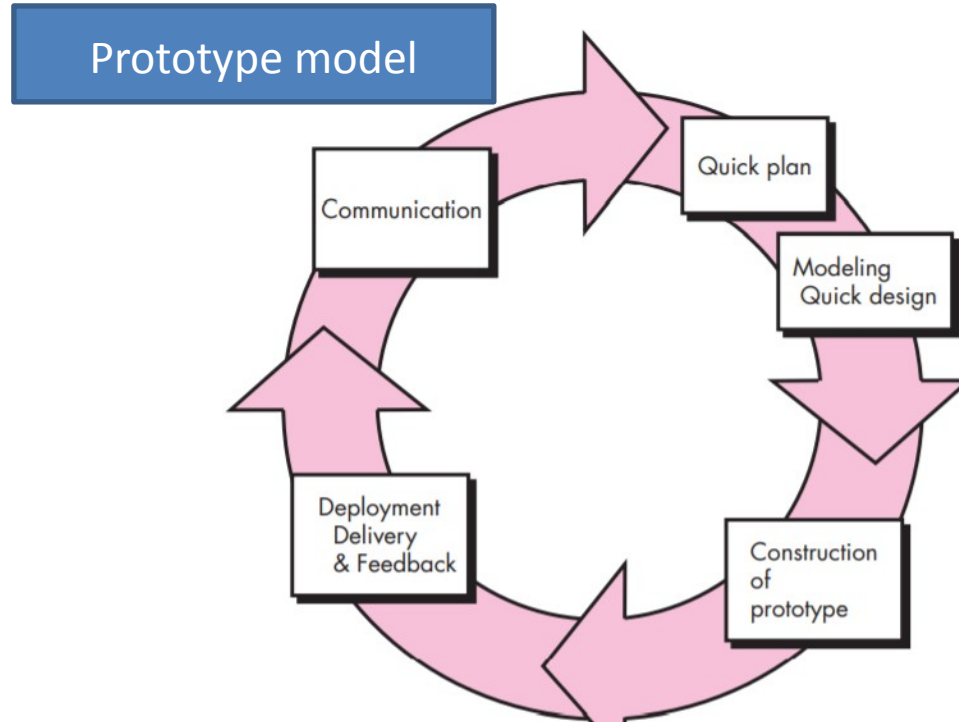 Prototype model
Communication
Quick plan
Modeling
Quick design
Construction
of
prototype
Deployment
Delivery
& Feedback